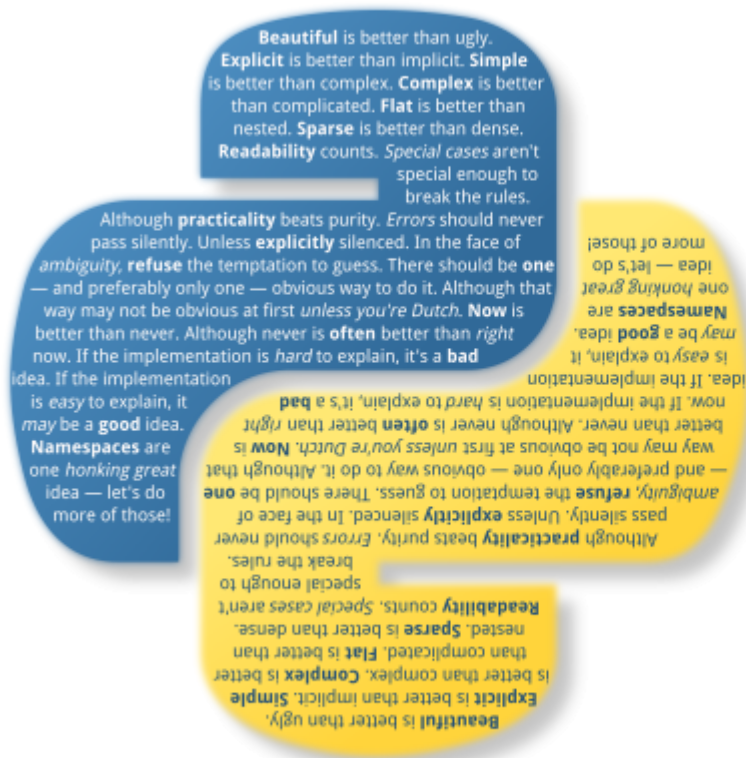 Beautiful is better than ugly.
Explicit is better than implicit. Simple
is better than complex. Complex is better
than complicated. Flat is better than
nested. Sparse is better than dense.
Readability counts. Special cases aren't
special enough to
break the rules.
Although practicality beats purity. Errors should never
pass silently. Unless explicitly silenced. In the face of
ambiguity, refuse the temptation to guess. There should be one
— and preferably only one — obvious way to do it. Although that
way may not be obvious at first unless you're Dutch. Now is
better than never. Although never is often better than right
now. If the implementation is hard to explain, it's a bad
idea. If the implementation
is easy to explain, it
may be a good idea.
Namespaces are
one honking great
idea — let's do
more of those!
Beautiful is better than ugly.
Explicit is better than implicit. Simple
is better than complex. Complex is better
than complicated. Flat is better than
nested. Sparse is better than dense.
Readability counts. Special cases aren't
special enough to
break the rules.
Although practicality beats purity. Errors should never
pass silently. Unless explicitly silenced. In the face of
ambiguity, refuse the temptation to guess. There should be one
— and preferably only one — obvious way to do it. Although that
way may not be obvious at first unless you're Dutch. Now is
better than never. Although never is often better than right
now. If the implementation is hard to explain, it's a bad
idea. If the implementation
is easy to explain, it
may be a good idea.
Namespaces are
one honking great
idea — let's do
more of those!